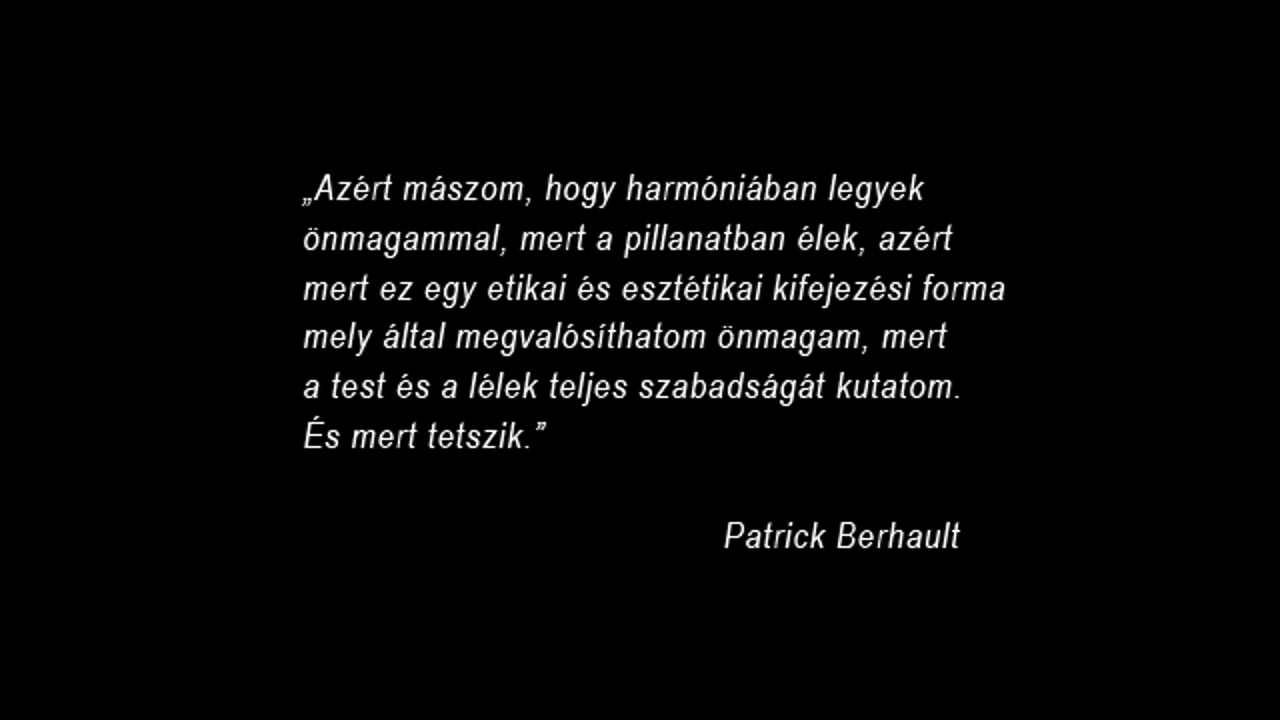 „Azért mászom, hogy harmóniában legyek
önmagammal, mert a pillanatban élek, azért
mert ez egy etikai és esztétikai kifejezési forma
mely által megvalósíthatom önmagam, mert
a test és a lélek teljes szabadságát kutatom.
És mert tetszik.”
Patrick Berhault